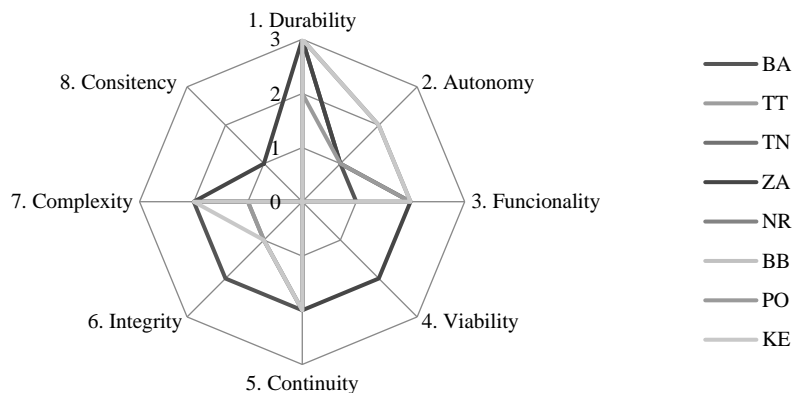 1. Durability
3
8. Consitency
2. Autonomy
2
1
7. Complexity
0
3. Funcionality
6. Integrity
4. Viability
5. Continuity
BA
TT
TN
ZA
NR
BB
PO
KE